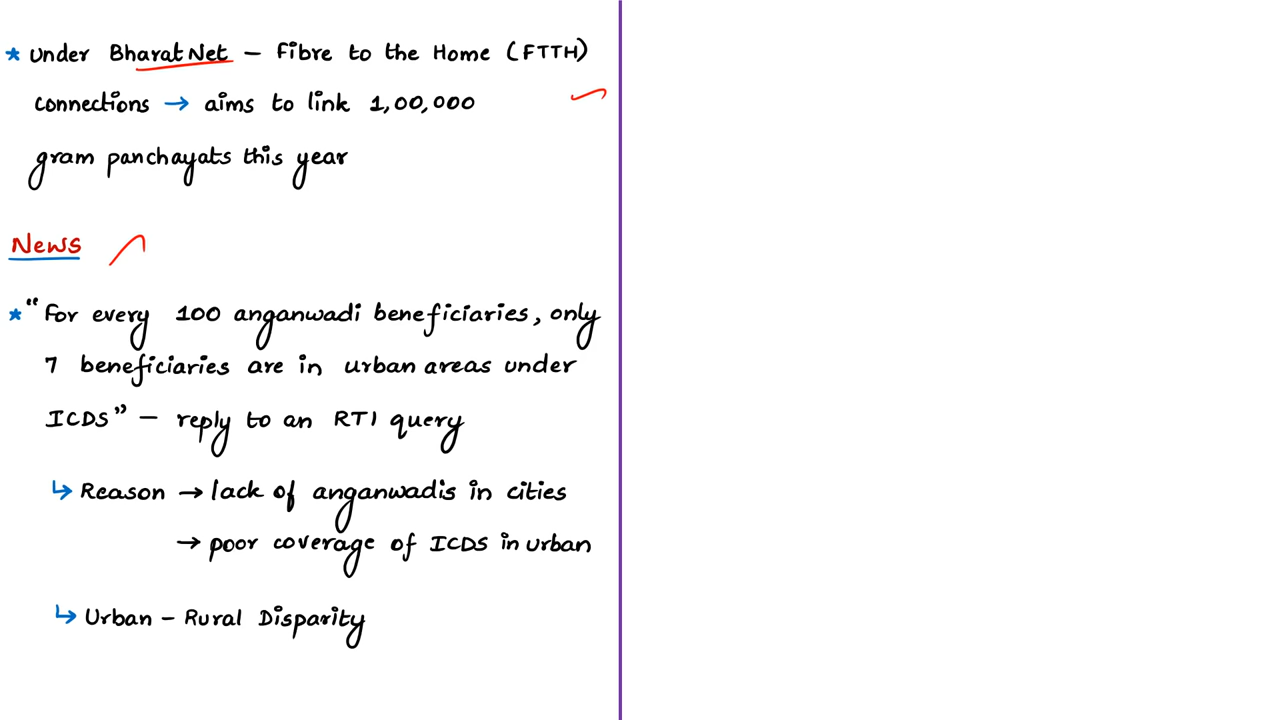 * Under BharatNet – Fibre to the Home (FTTH)
connections → aims to link 1,00,000
gram panchayats this year
News
* "For every 100 anganwadi beneficiaries, only
7 beneficiaries are in urban areas under
ICDS" – reply to an RTI query
↳ Reason → lack of anganwadis in cities
→ poor coverage of ICDS in urban
↳ Urban – Rural Disparity